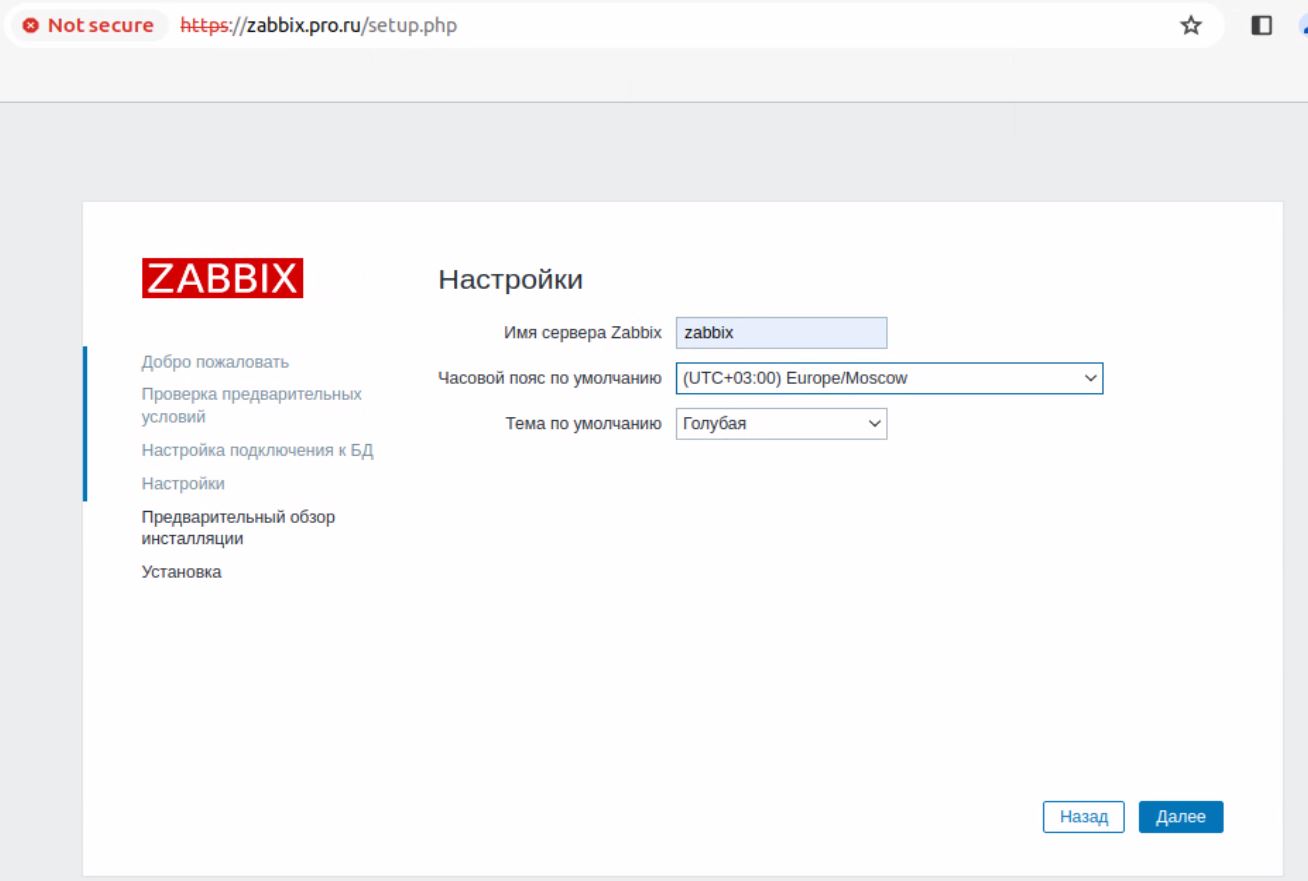 Not secure https://zabbix.pro.ru/setup.php
ZABBIX
Добро пожаловать
Проверка предварительных
условий
Настройка подключения к БД
Настройки
Предварительный обзор
инсталляции
Установка
Настройки
Имя сервера Zabbix zabbix
Часовой пояс по умолчанию (UTC+03:00) Europe/Moscow
Тема по умолчанию Голубая
Назад Далее